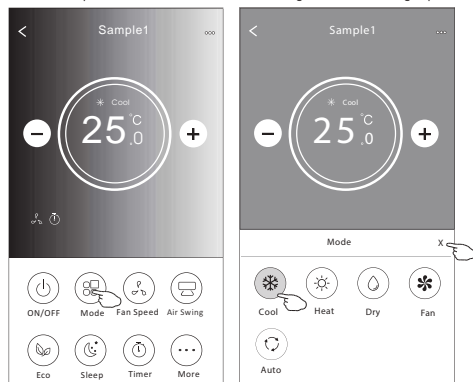 Sample1
Cool
25.0°C
ON/OFF Mode Fan Speed Air Swing
Eco Sleep Timer More
Sample1
Cool
25.0°C
Mode X
Cool Heat Dry Fan
Auto